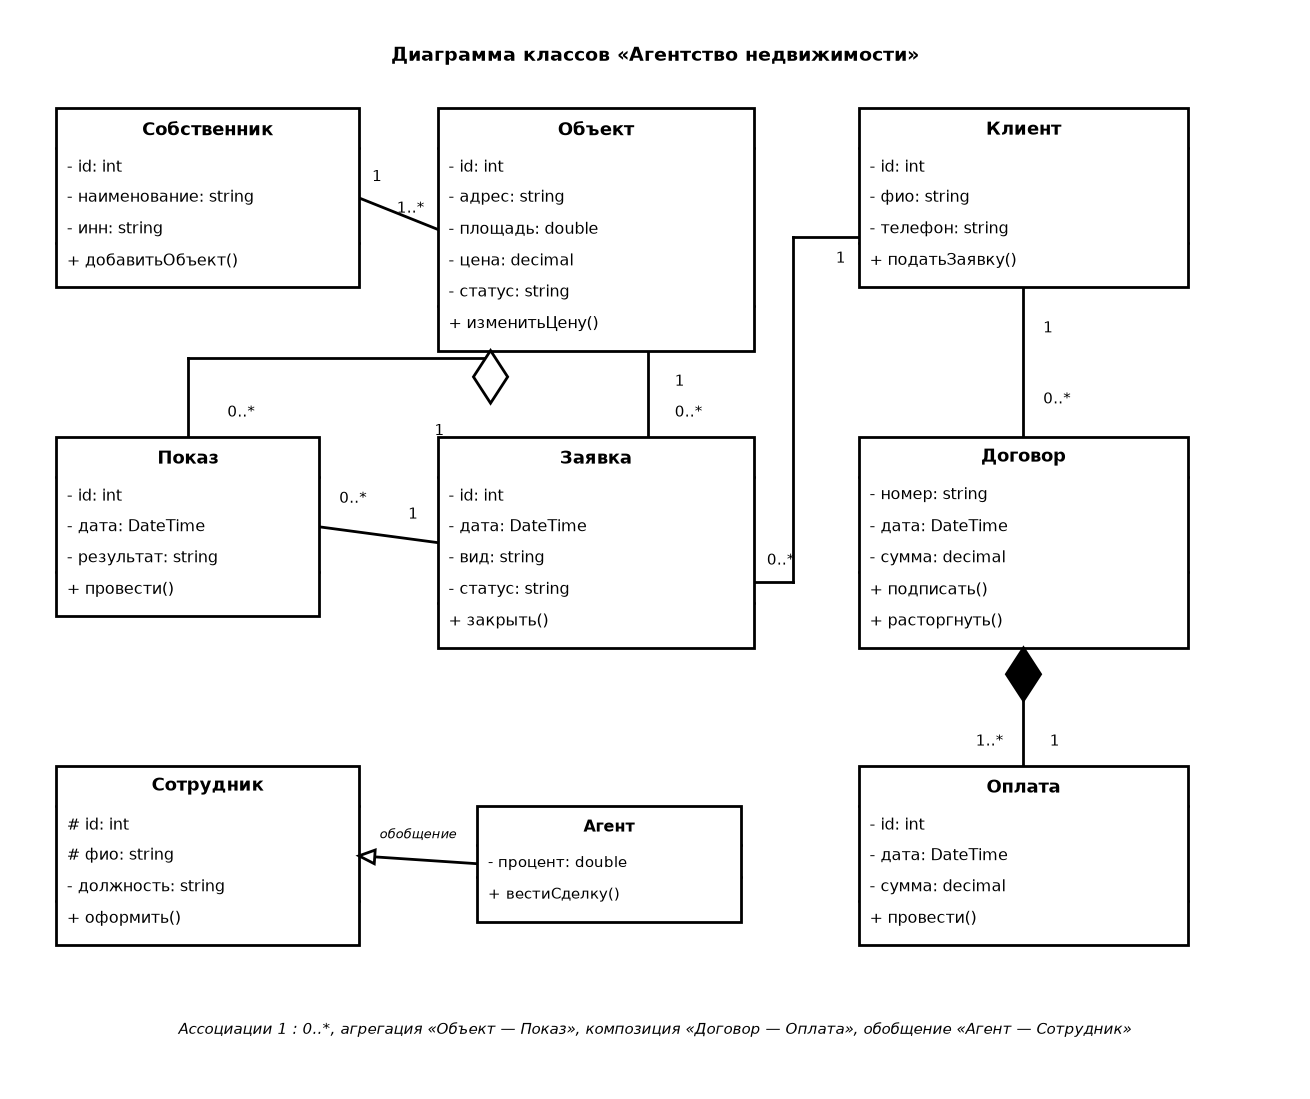 Диаграмма классов «Агентство недвижимости»
Собственник
- id: int
- наименование: string
- инн: string
+ добавитьОбъект()
1
1..*
Объект
- id: int
- адрес: string
- площадь: double
- цена: decimal
- статус: string
+ изменитьЦену()
Клиент
- id: int
- фио: string
- телефон: string
+ податьЗаявку()
1
1
0..*
1
0..*
0..*
1
Показ
- id: int
- дата: DateTime
- результат: string
+ провести()
0..*
1
Заявка
- id: int
- дата: DateTime
- вид: string
- статус: string
+ закрыть()
0..*
1
Договор
- номер: string
- дата: DateTime
- сумма: decimal
+ подписать()
+ расторгнуть()
1..*
1
Сотрудник
# id: int
# фио: string
- должность: string
+ оформить()
обобщение
Агент
- процент: double
+ вестиСделку()
Оплата
- id: int
- дата: DateTime
- сумма: decimal
+ провести()
Ассоциации 1 : 0..*, агрегация «Объект — Показ», композиция «Договор — Оплата», обобщение «Агент — Сотрудник»